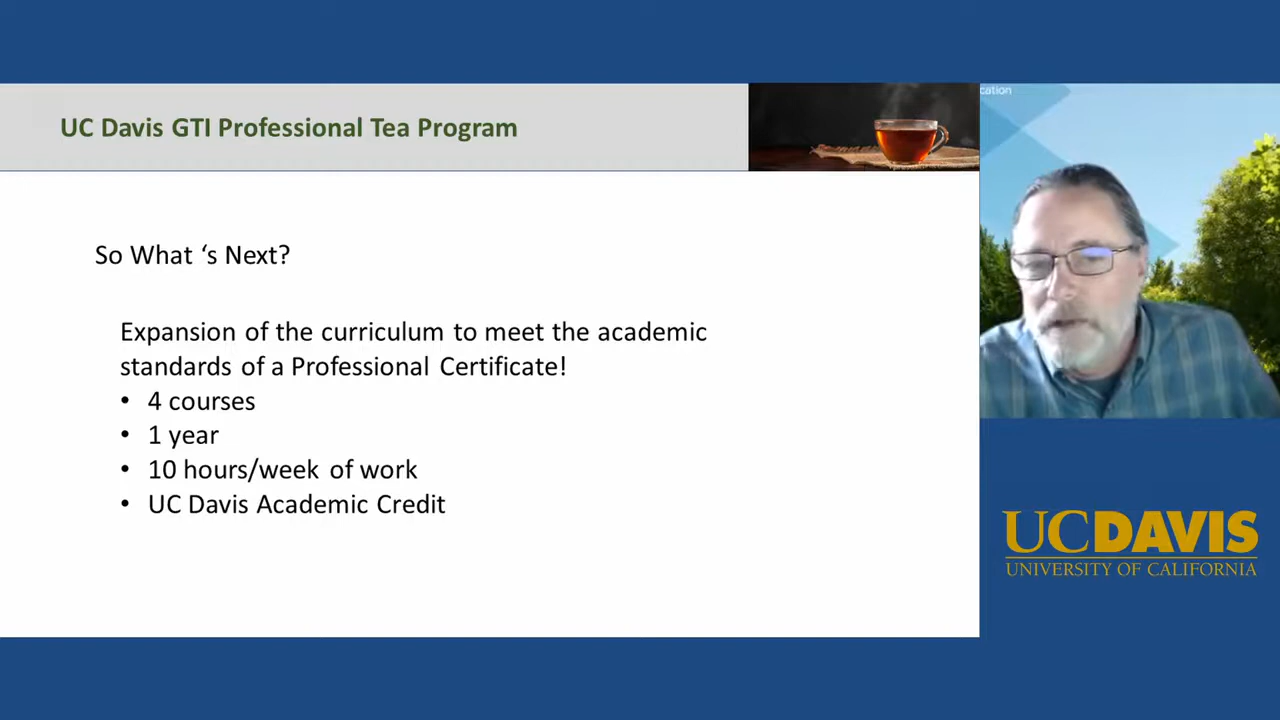 UC Davis GTI Professional Tea Program
cation
So What ‘s Next?
Expansion of the curriculum to meet the academic
standards of a Professional Certificate!
• 4 courses
• 1 year
• 10 hours/week of work
• UC Davis Academic Credit
UCDAVIS
UNIVERSITY OF CALIFORNIA